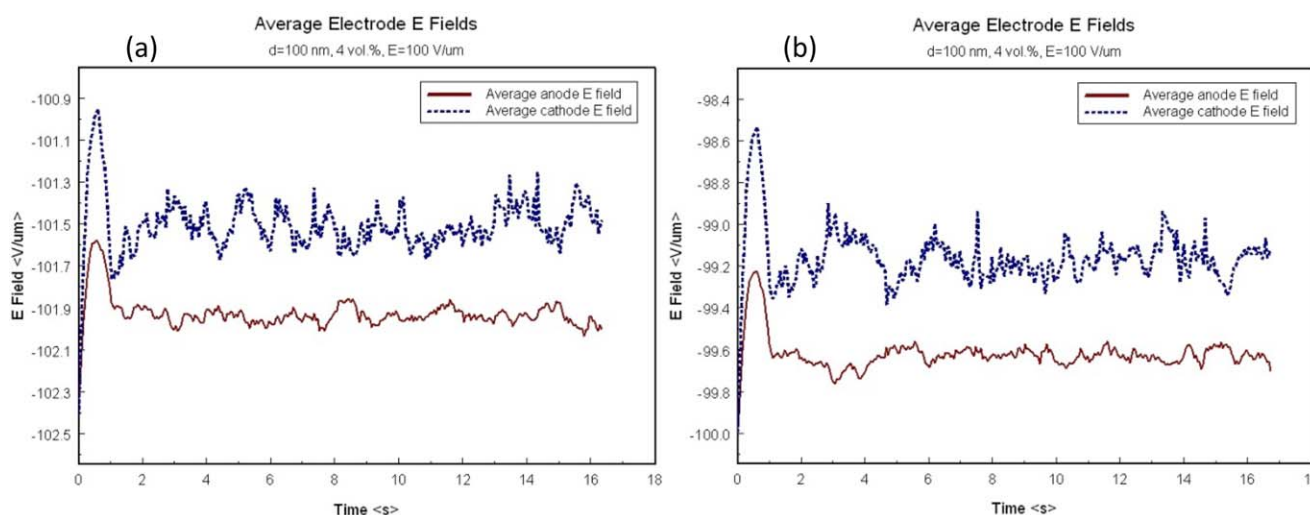 Average Electrode E Fields
(a)
d=100 nm, 4 vol.%, E=100 V/um
Average anode E field
Average cathode E field
-100.9
-101.1
-101.3
-101.5
-101.7
-101.9
-102.1
-102.3
-102.5
E Field <V/um>
0 2 4 6 8 10 12 14 16 18
Time <s>
Average Electrode E Fields
(b)
d=100 nm, 4 vol.%, E=100 V/um
Average anode E field
Average cathode E field
-98.4
-98.6
-98.8
-99.0
-99.2
-99.4
-99.6
-99.8
-100.0
E Field <V/um>
0 2 4 6 8 10 12 14 16 18
Time <s>